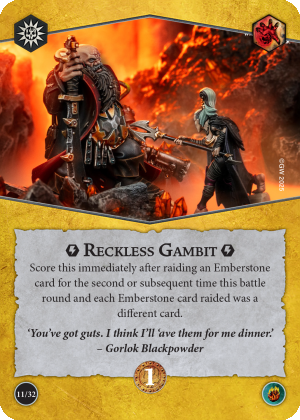 ©GW 2025
Reckless Gambit
Score this immediately after raiding an Emberstone
card for the second or subsequent time this battle
round and each Emberstone card raided was a
different card.
‘You’ve got guts. I think I’ll ‘ave them for me dinner.’
– Gorlok Blackpowder
1
11/32